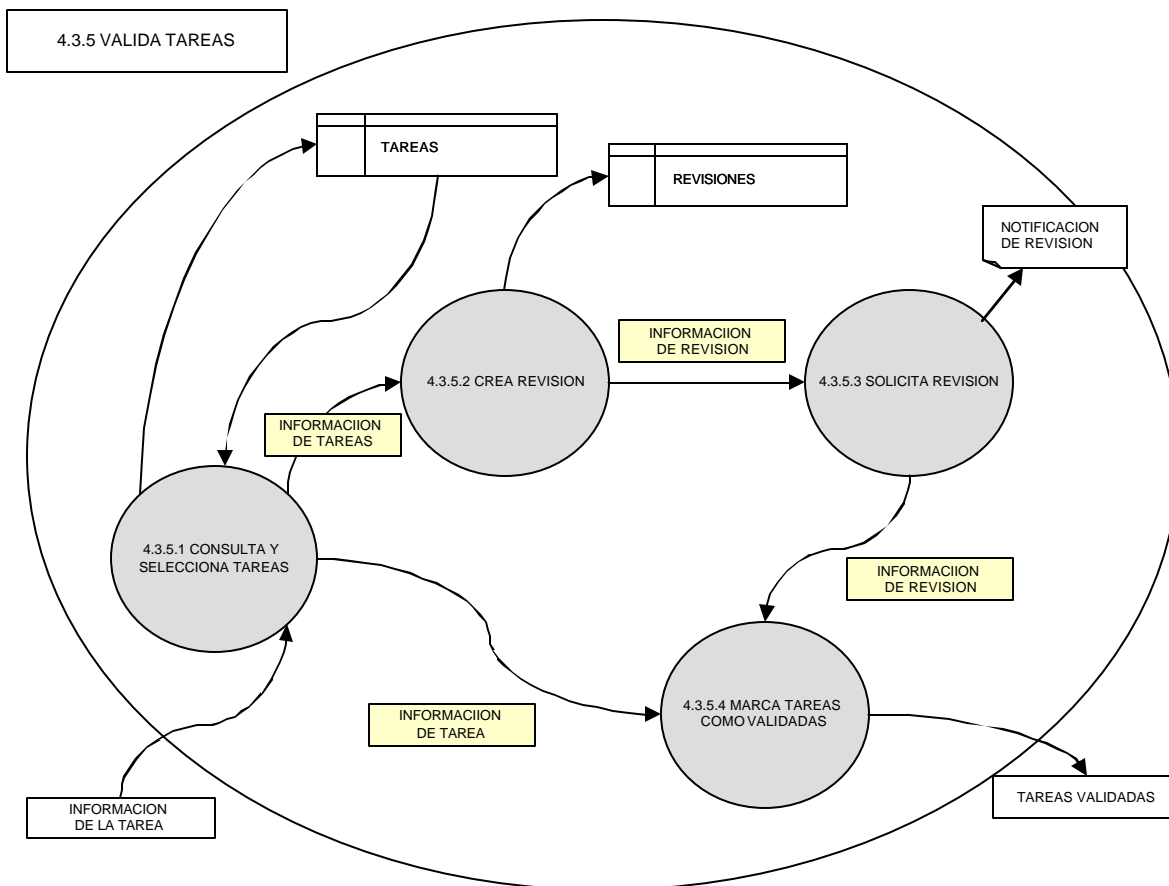 4.3.5 VALIDA TAREAS
TAREAS
REVISIONES
NOTIFICACION
DE REVISION
INFORMACIION
DE REVISION
4.3.5.2 CREA REVISION
4.3.5.3 SOLICITA REVISION
INFORMACIION
DE TAREAS
4.3.5.1 CONSULTA Y
SELECCIONA TAREAS
INFORMACIION
DE REVISION
4.3.5.4 MARCA TAREAS
COMO VALIDADAS
INFORMACIION
DE TAREA
INFORMACION
DE LA TAREA
TAREAS VALIDADAS